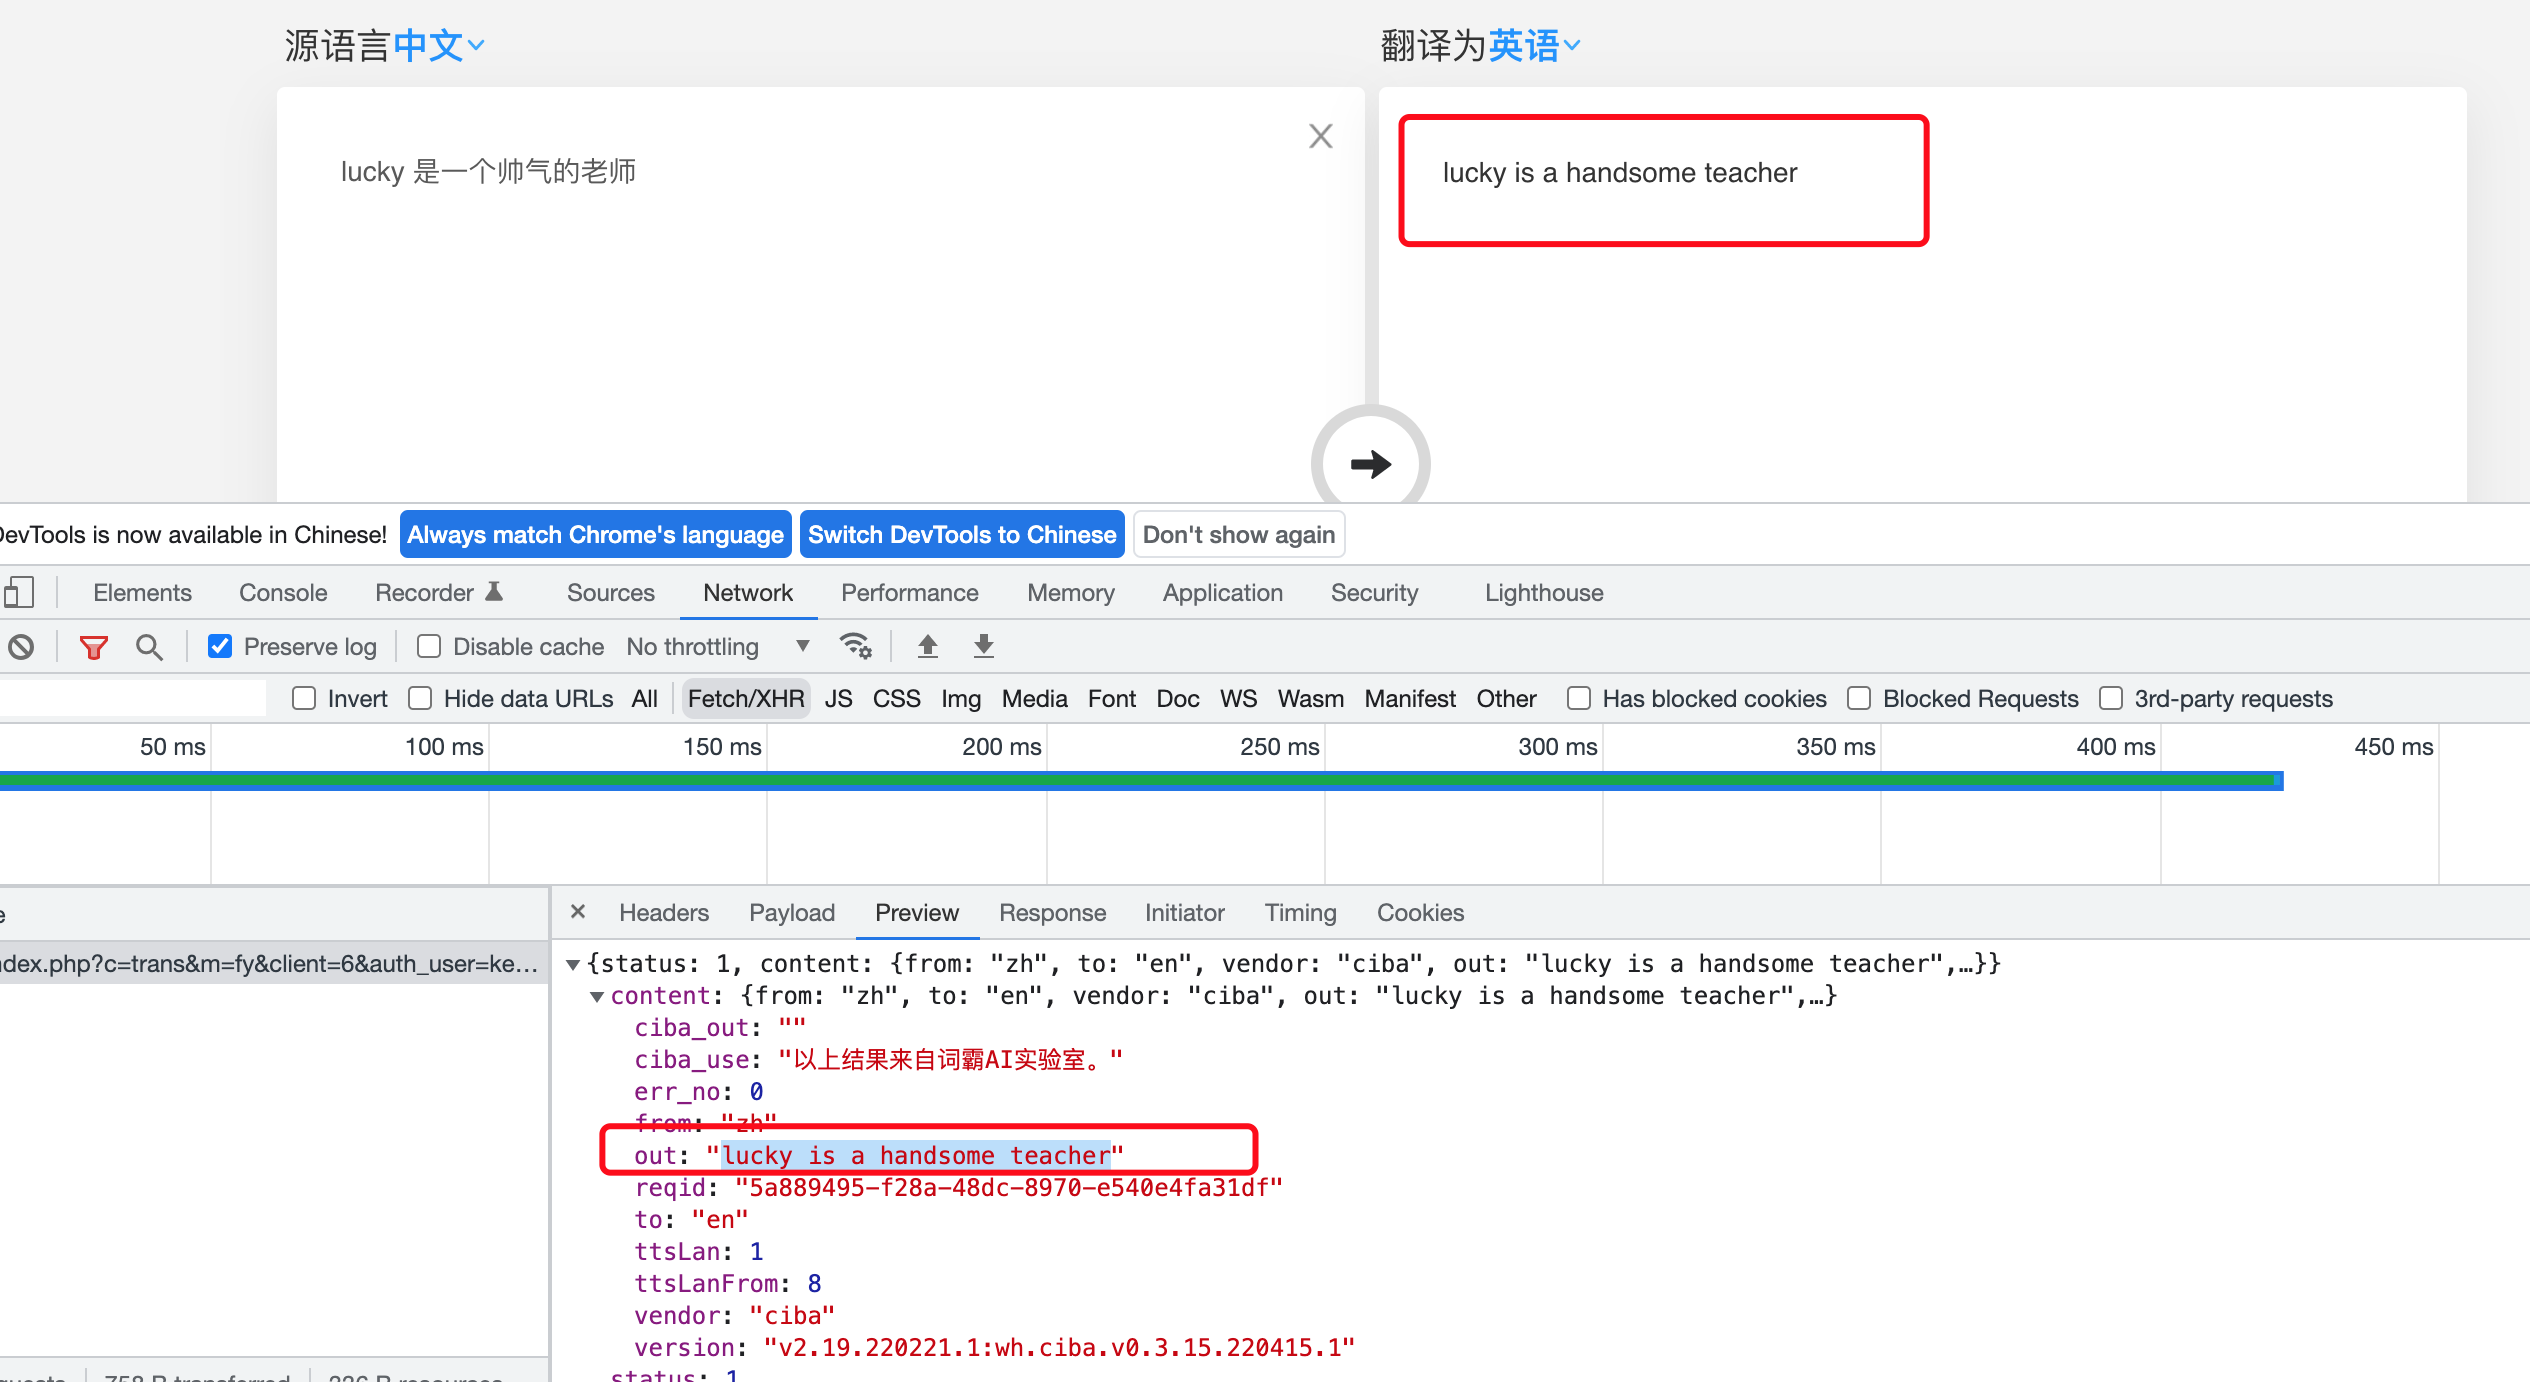 源语言中文
翻译为英语
lucky 是一个帅气的老师
lucky is a handsome teacher
DevTools is now available in Chinese! Always match Chrome's language Switch DevTools to Chinese Don't show again
Elements Console Recorder Sources Network Performance Memory Application Security Lighthouse
Preserve log Disable cache No throttling
Invert Hide data URLs All Fetch/XHR JS CSS Img Media Font Doc WS Wasm Manifest Other Has blocked cookies Blocked Requests 3rd-party requests
50 ms 100 ms 150 ms 200 ms 250 ms 300 ms 350 ms 400 ms 450 ms
e
ndex.php?c=trans&m=fy&client=6&auth_user=ke…
Headers Payload Preview Response Initiator Timing Cookies
{status: 1, content: {from: "zh", to: "en", vendor: "ciba", out: "lucky is a handsome teacher",…}}
content: {from: "zh", to: "en", vendor: "ciba", out: "lucky is a handsome teacher",…}
ciba_out: ""
ciba_use: "以上结果来自词霸AI实验室。"
err_no: 0
from: "zh"
out: "lucky is a handsome teacher"
reqid: "5a889495-f28a-48dc-8970-e540e4fa31df"
to: "en"
ttsLan: 1
ttsLanFrom: 8
vendor: "ciba"
version: "v2.19.220221.1:wh.ciba.v0.3.15.220415.1"
status: 1
quests 758 B transferred 336 B resources